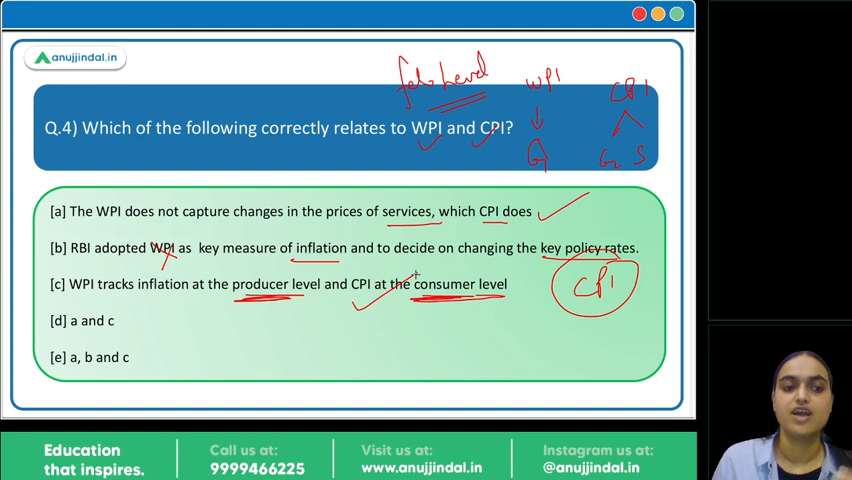 anujjindal.in
WPI
CPI
Q.4) Which of the following correctly relates to WPI and CPI?
G
G S
[a] The WPI does not capture changes in the prices of services, which CPI does
[b] RBI adopted WPI as key measure of inflation and to decide on changing the key policy rates.
[c] WPI tracks inflation at the producer level and CPI at the consumer level
CPI
[d] a and c
[e] a, b and c
Education
that inspires.
Call us at:
9999466225
Visit us at:
www.anujjindal.in
Instagram us at:
@anujjindal.in